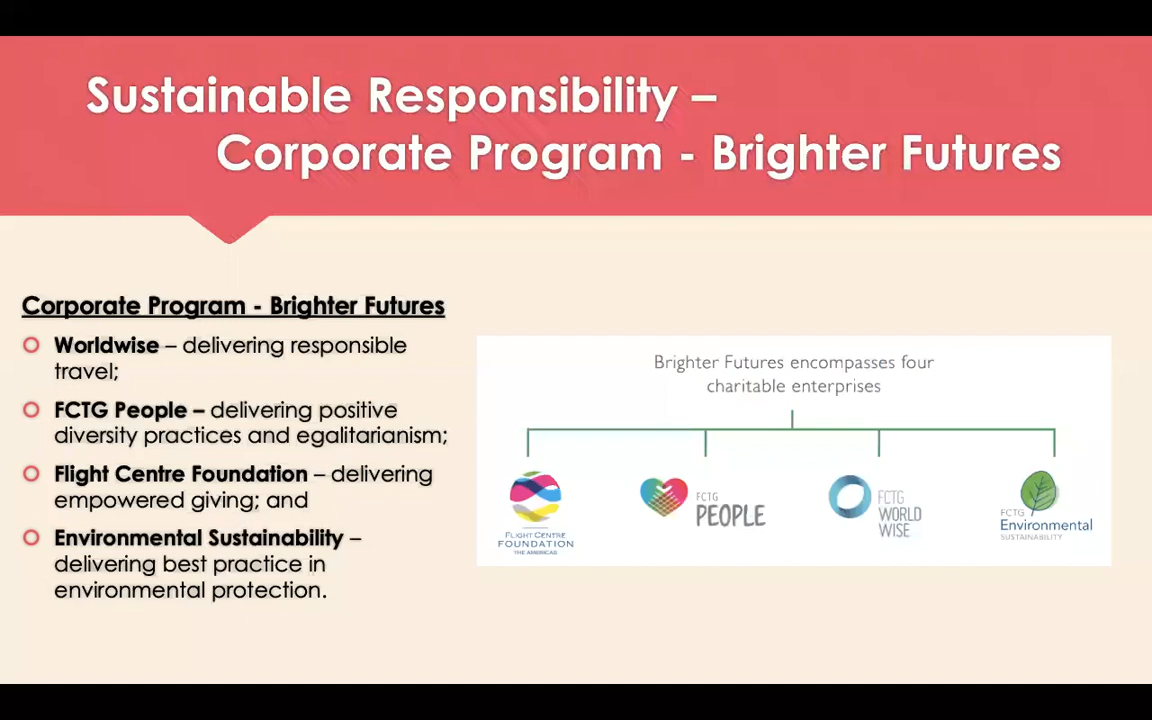 Sustainable Responsibility –
Corporate Program - Brighter Futures
Corporate Program - Brighter Futures
Worldwise – delivering responsible
travel;
FCTG People – delivering positive
diversity practices and egalitarianism;
Flight Centre Foundation – delivering
empowered giving; and
Environmental Sustainability –
delivering best practice in
environmental protection.
Brighter Futures encompasses four
charitable enterprises
FLIGHT CENTRE
FOUNDATION
THE AMERICAS
FCTG
PEOPLE
FCTG
WORLD
WISE
FCTG
Environmental
SUSTAINABILITY